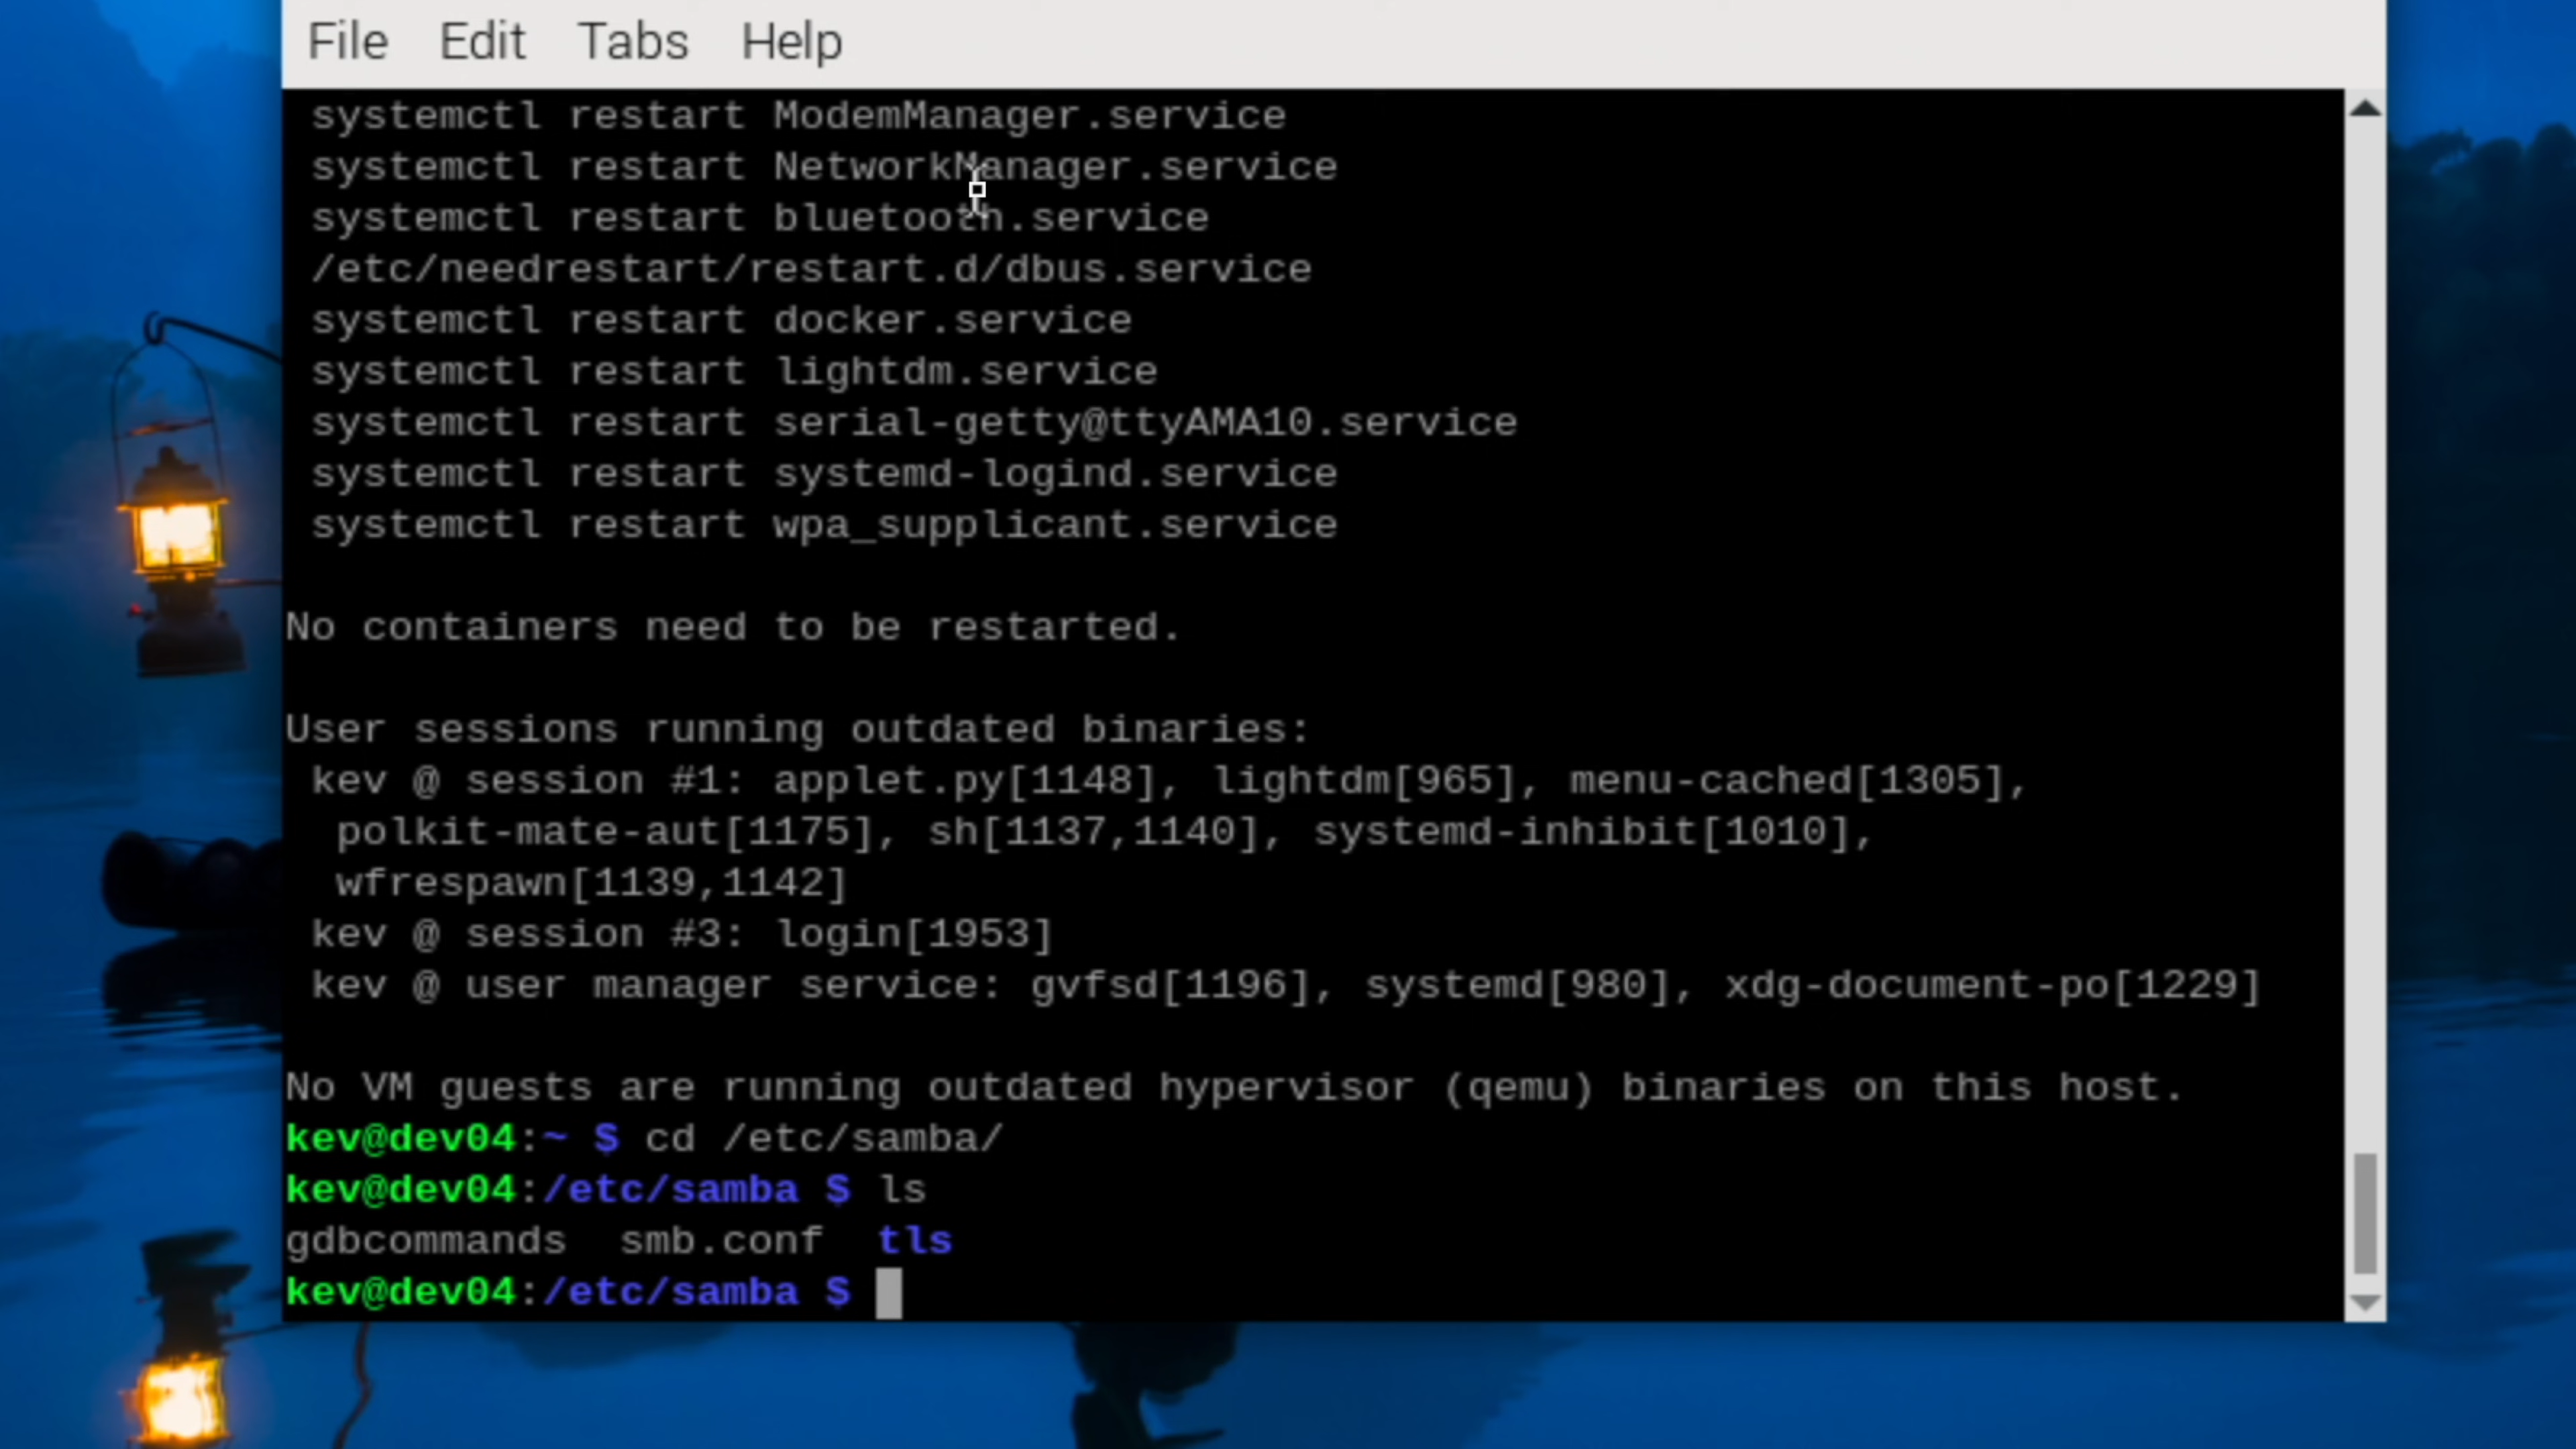 File Edit Tabs Help
systemctl restart ModemManager.service
systemctl restart NetworkManager.service
systemctl restart bluetooth.service
/etc/needrestart/restart.d/dbus.service
systemctl restart docker.service
systemctl restart lightdm.service
systemctl restart serial-getty@ttyAMA10.service
systemctl restart systemd-logind.service
systemctl restart wpa_supplicant.service
No containers need to be restarted.
User sessions running outdated binaries:
kev @ session #1: applet.py[1148], lightdm[965], menu-cached[1305],
polkit-mate-aut[1175], sh[1137,1140], systemd-inhibit[1010],
wfrespawn[1139,1142]
kev @ session #3: login[1953]
kev @ user manager service: gvfsd[1196], systemd[980], xdg-document-po[1229]
No VM guests are running outdated hypervisor (qemu) binaries on this host.
kev@dev04:~ $ cd /etc/samba/
kev@dev04:/etc/samba $ ls
gdbcommands smb.conf tls
kev@dev04:/etc/samba $